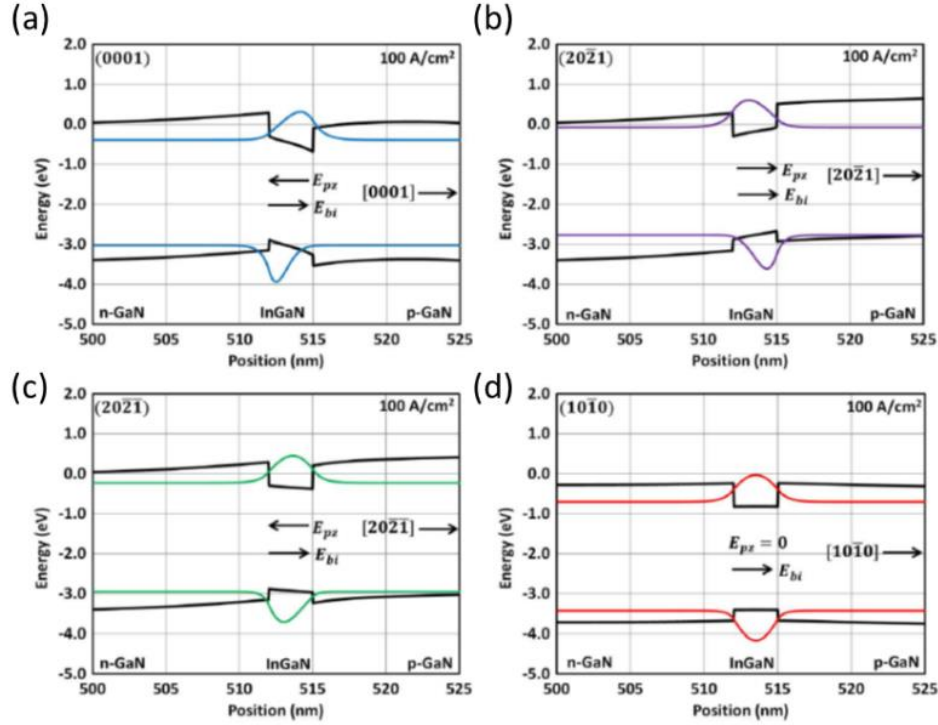 (a)
(0001) 100 A/cm²
2.0
1.0
0.0
-1.0
-2.0
-3.0
-4.0
-5.0
Energy (eV)
E_pz
[0001]
E_bi
n-GaN InGaN p-GaN
500 505 510 515 520 525
Position (nm)
(b)
(202̄1) 100 A/cm²
2.0
1.0
0.0
-1.0
-2.0
-3.0
-4.0
-5.0
Energy (eV)
E_pz
[202̄1]
E_bi
n-GaN InGaN p-GaN
500 505 510 515 520 525
Position (nm)
(c)
(202̄1̄) 100 A/cm²
2.0
1.0
0.0
-1.0
-2.0
-3.0
-4.0
-5.0
Energy (eV)
E_pz
[202̄1̄]
E_bi
n-GaN InGaN p-GaN
500 505 510 515 520 525
Position (nm)
(d)
(101̄0) 100 A/cm²
2.0
1.0
0.0
-1.0
-2.0
-3.0
-4.0
-5.0
Energy (eV)
E_pz = 0
[101̄0]
E_bi
n-GaN InGaN p-GaN
500 505 510 515 520 525
Position (nm)